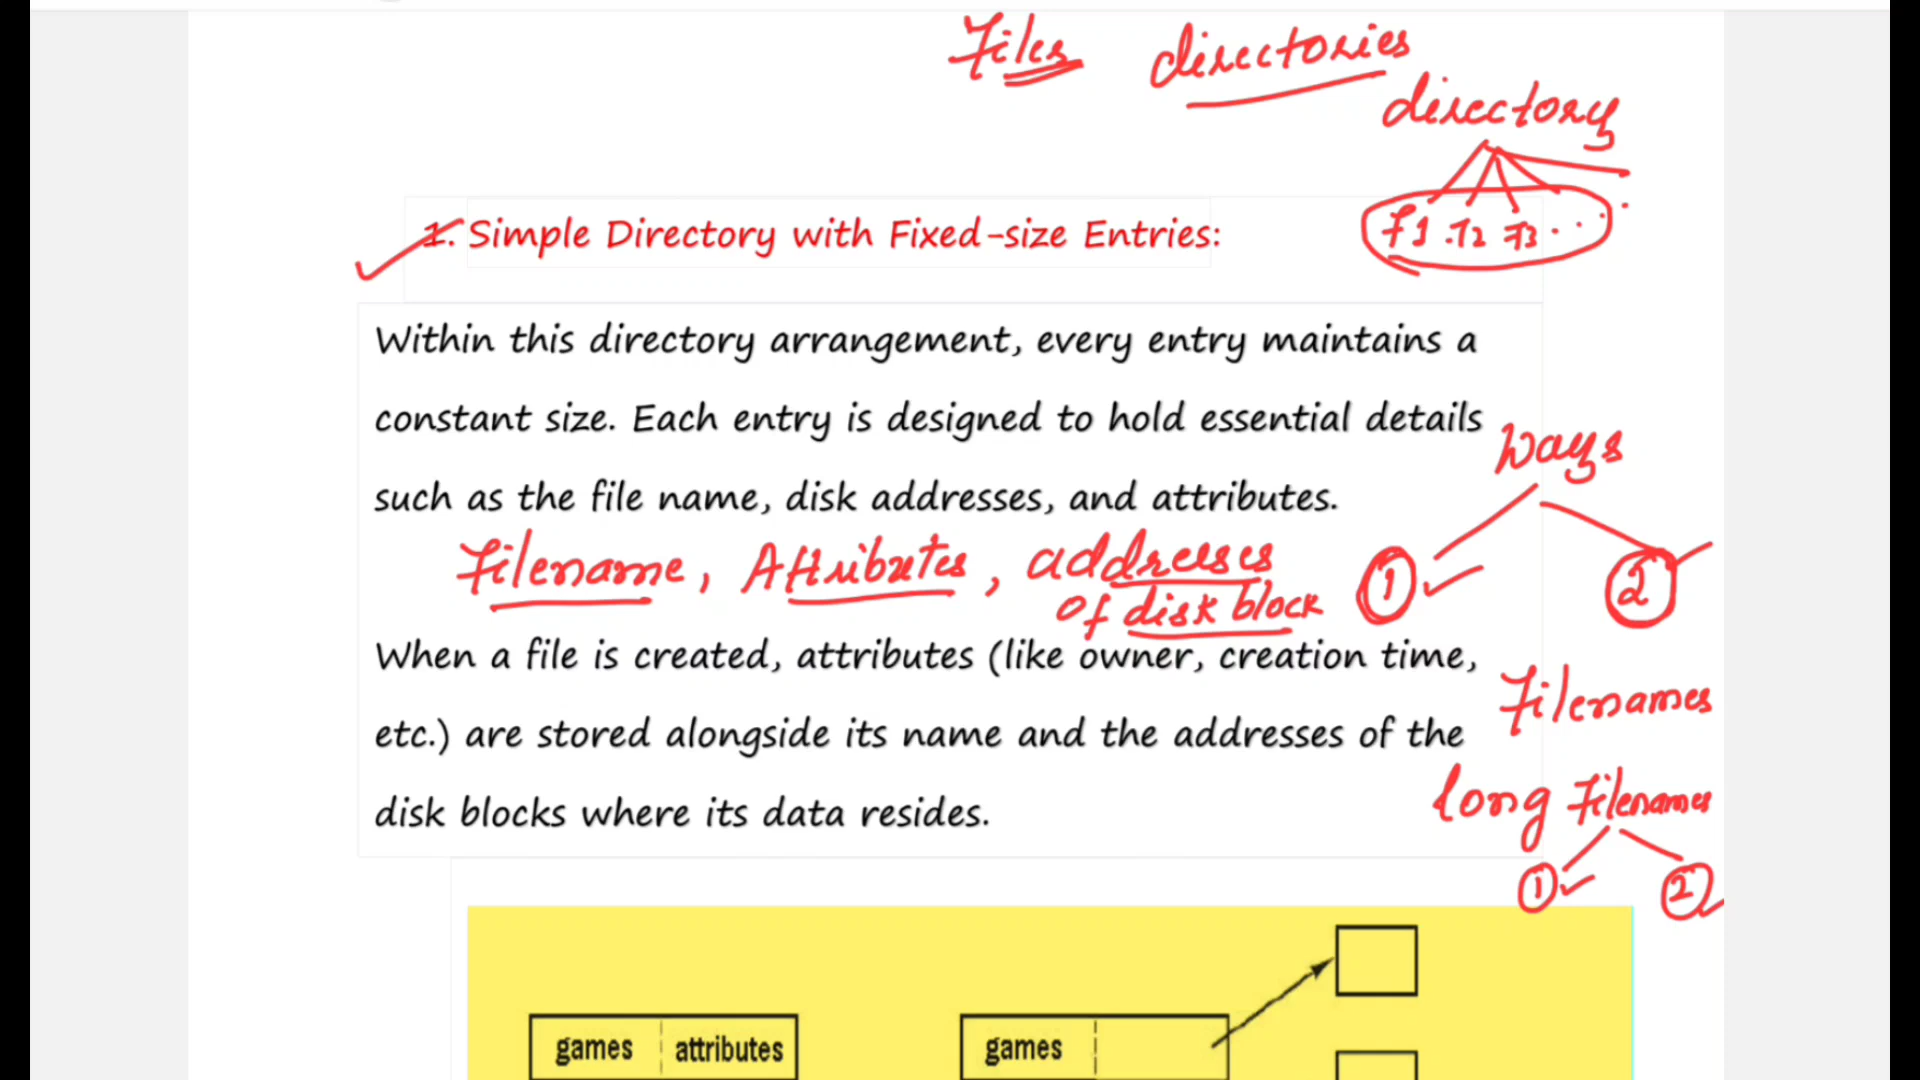 Files directories
directory
F1 F2 F3 . . .
1. Simple Directory with Fixed-size Entries:
Within this directory arrangement, every entry maintains a
constant size. Each entry is designed to hold essential details
such as the file name, disk addresses, and attributes.
Ways
1 2
Filename, Attributes, addresses
of disk block
When a file is created, attributes (like owner, creation time,
etc.) are stored alongside its name and the addresses of the
disk blocks where its data resides.
Filenames
long Filenames
1 2
games attributes
games